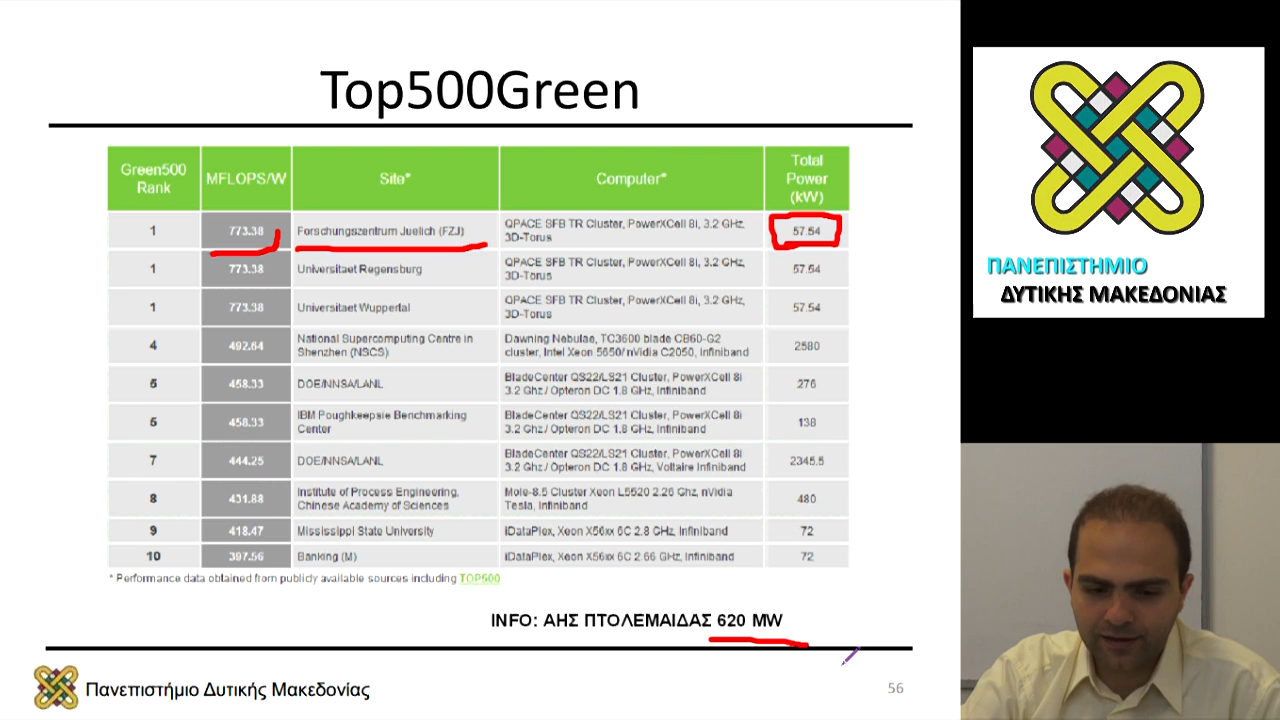 Top500Green
Green500
Rank
MFLOPS/W
Site*
Computer*
Total
Power
(kW)
1
773.38
Forschungszentrum Juelich (FZJ)
QPACE SFB TR Cluster, PowerXCell 8i, 3.2 GHz,
3D-Torus
57.54
1
773.38
Universitaet Regensburg
QPACE SFB TR Cluster, PowerXCell 8i, 3.2 GHz,
3D-Torus
57.54
1
773.38
Universitaet Wuppertal
QPACE SFB TR Cluster, PowerXCell 8i, 3.2 GHz,
3D-Torus
57.54
4
492.64
National Supercomputing Centre in
Shenzhen (NSCS)
Dawning Nebulae, TC3600 blade CB60-G2
cluster, Intel Xeon 5650/ nVidia C2050, Infiniband
2580
5
458.33
DOE/NNSA/LANL
BladeCenter QS22/LS21 Cluster, PowerXCell 8i
3.2 Ghz / Opteron DC 1.8 GHz, Infiniband
276
5
458.33
IBM Poughkeepsie Benchmarking
Center
BladeCenter QS22/LS21 Cluster, PowerXCell 8i
3.2 Ghz / Opteron DC 1.8 GHz, Infiniband
138
7
444.25
DOE/NNSA/LANL
BladeCenter QS22/LS21 Cluster, PowerXCell 8i
3.2 Ghz / Opteron DC 1.8 GHz, Voltaire Infiniband
2345.5
8
431.88
Institute of Process Engineering,
Chinese Academy of Sciences
Mole-8.5 Cluster Xeon L5520 2.26 Ghz, nVidia
Tesla, Infiniband
480
9
418.47
Mississippi State University
iDataPlex, Xeon X56xx 6C 2.8 GHz, Infiniband
72
10
397.56
Banking (M)
iDataPlex, Xeon X56xx 6C 2.66 GHz, Infiniband
72
* Performance data obtained from publicly available sources including TOP500
INFO: ΑΗΣ ΠΤΟΛΕΜΑΙΔΑΣ 620 MW
Πανεπιστήμιο Δυτικής Μακεδονίας
56
ΠΑΝΕΠΙΣΤΗΜΙΟ
ΔΥΤΙΚΗΣ ΜΑΚΕΔΟΝΙΑΣ